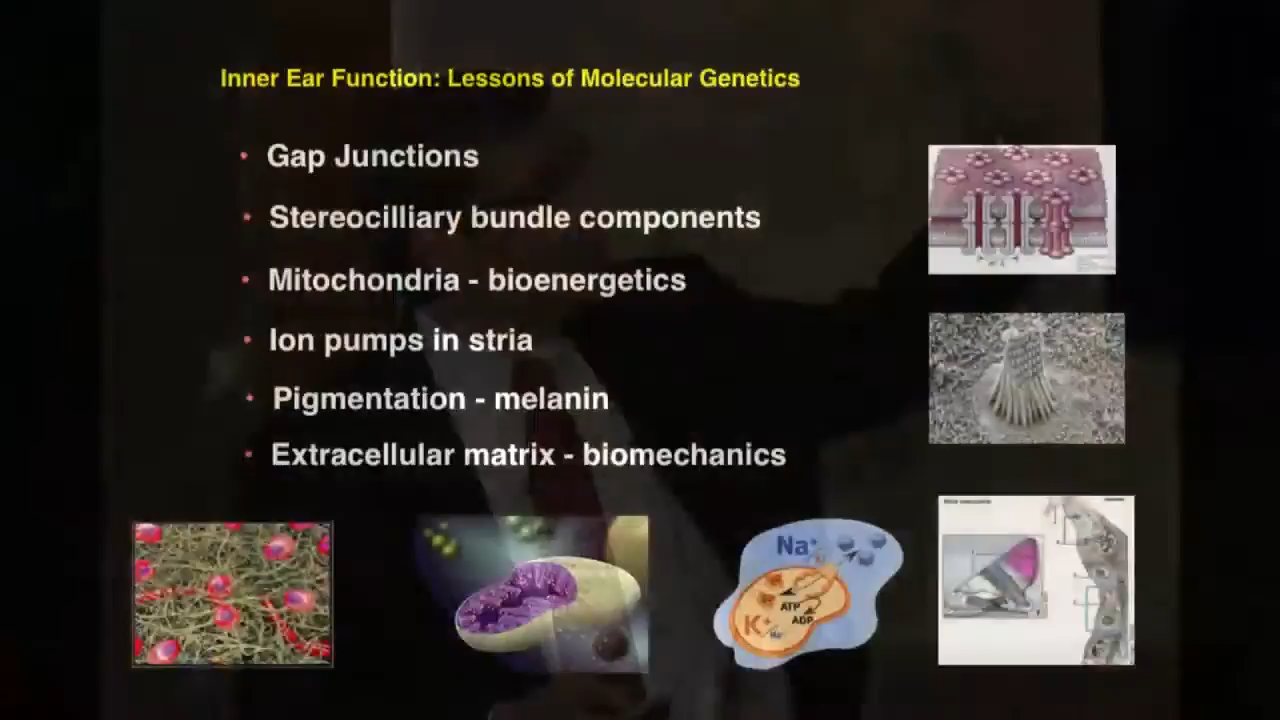 Inner Ear Function: Lessons of Molecular Genetics
• Gap Junctions
• Stereocilliary bundle components
• Mitochondria - bioenergetics
• Ion pumps in stria
• Pigmentation - melanin
• Extracellular matrix - biomechanics
Na+
ATP
ADP
K+